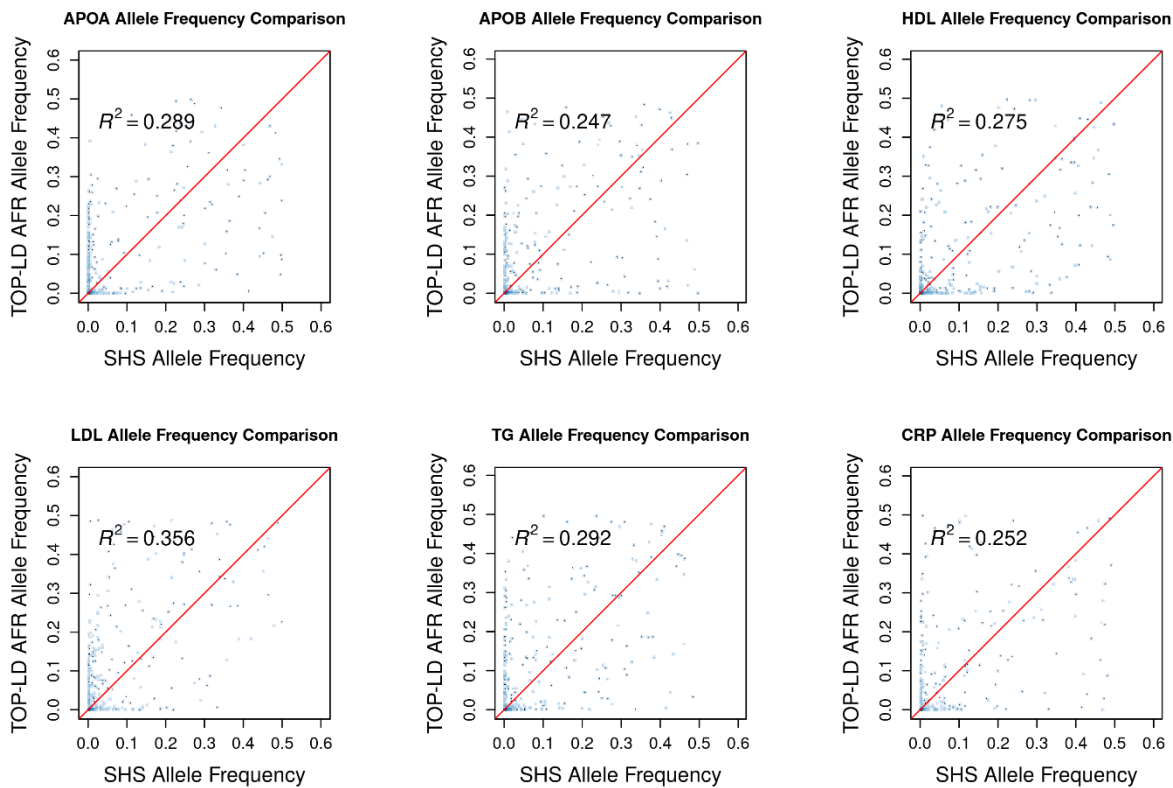 APOA Allele Frequency Comparison
TOP-LD AFR Allele Frequency
0.0 0.1 0.2 0.3 0.4 0.5 0.6
R² = 0.289
0.0 0.1 0.2 0.3 0.4 0.5 0.6
SHS Allele Frequency
APOB Allele Frequency Comparison
TOP-LD AFR Allele Frequency
0.0 0.1 0.2 0.3 0.4 0.5 0.6
R² = 0.247
0.0 0.1 0.2 0.3 0.4 0.5 0.6
SHS Allele Frequency
HDL Allele Frequency Comparison
TOP-LD AFR Allele Frequency
0.0 0.1 0.2 0.3 0.4 0.5 0.6
R² = 0.275
0.0 0.1 0.2 0.3 0.4 0.5 0.6
SHS Allele Frequency
LDL Allele Frequency Comparison
TOP-LD AFR Allele Frequency
0.0 0.1 0.2 0.3 0.4 0.5 0.6
R² = 0.356
0.0 0.1 0.2 0.3 0.4 0.5 0.6
SHS Allele Frequency
TG Allele Frequency Comparison
TOP-LD AFR Allele Frequency
0.0 0.1 0.2 0.3 0.4 0.5 0.6
R² = 0.292
0.0 0.1 0.2 0.3 0.4 0.5 0.6
SHS Allele Frequency
CRP Allele Frequency Comparison
TOP-LD AFR Allele Frequency
0.0 0.1 0.2 0.3 0.4 0.5 0.6
R² = 0.252
0.0 0.1 0.2 0.3 0.4 0.5 0.6
SHS Allele Frequency